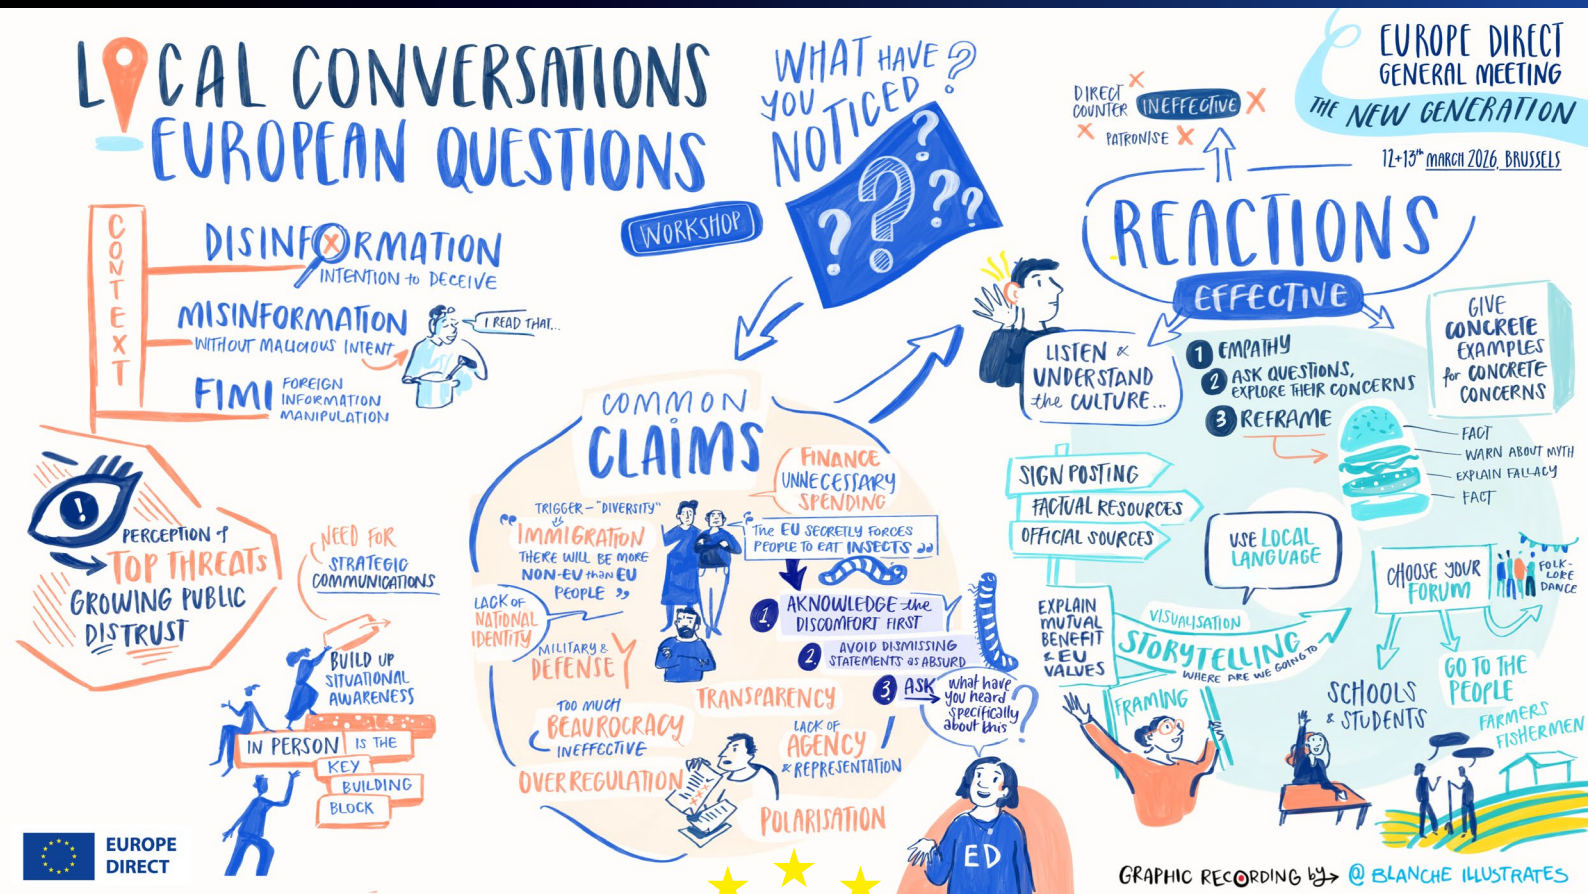 LOCAL CONVERSATIONS
EUROPEAN QUESTIONS
WORKSHOP
WHAT HAVE
YOU
NOTICED?
? ? ? ? ?
EUROPE DIRECT
GENERAL MEETING
THE NEW GENERATION
12+13th MARCH 2026, BRUSSELS
CONTEXT
DISINFORMATION
INTENTION to DECEIVE
MISINFORMATION
WITHOUT MALICIOUS INTENT
I READ THAT...
FIMI
FOREIGN
INFORMATION
MANIPULATION
!
PERCEPTION of
TOP THREATS
GROWING PUBLIC
DISTRUST
NEED FOR
STRATEGIC
COMMUNICATIONS
BUILD UP
SITUATIONAL
AWARENESS
IN PERSON IS THE
KEY
BUILDING
BLOCK
EUROPE
DIRECT
COMMON
CLAIMS
FINANCE
UNNECESSARY
SPENDING
TRIGGER – "DIVERSITY"
"IMMIGRATION
THERE WILL BE MORE
NON-EU than EU
PEOPLE"
"The EU SECRETLY FORCES
PEOPLE TO EAT INSECTS"
LACK OF
NATIONAL
IDENTITY
MILITARY &
DEFENSE
1. AKNOWLEDGE the
DISCOMFORT FIRST
2. AVOID DISMISSING
STATEMENTS as ABSURD
3. ASK
what have
you heard
specifically
about this?
TRANSPARENCY
TOO MUCH
BEAUROCRACY
INEFFECTIVE
LACK OF
AGENCY
& REPRESENTATION
OVERREGULATION
POLARISATION
ED
DIRECT
COUNTER
INEFFECTIVE
PATRONISE
REACTIONS
EFFECTIVE
LISTEN &
UNDERSTAND
the CULTURE...
1 EMPATHY
2 ASK QUESTIONS,
EXPLORE THEIR CONCERNS
3 REFRAME
GIVE
CONCRETE
EXAMPLES
for CONCRETE
CONCERNS
FACT
WARN ABOUT MYTH
EXPLAIN FALLACY
FACT
SIGN POSTING
FACTUAL RESOURCES
OFFICIAL SOURCES
USE LOCAL
LANGUAGE
CHOOSE YOUR
FORUM
FOLK-
LORE
DANCE
EXPLAIN
MUTUAL
BENEFIT
& EU
VALUES
VISUALISATION
STORYTELLING
WHERE ARE WE GOING TO
FRAMING
SCHOOLS
& STUDENTS
GO TO THE
PEOPLE
FARMERS
FISHERMEN
GRAPHIC RECORDING by → @ BLANCHE ILLUSTRATES